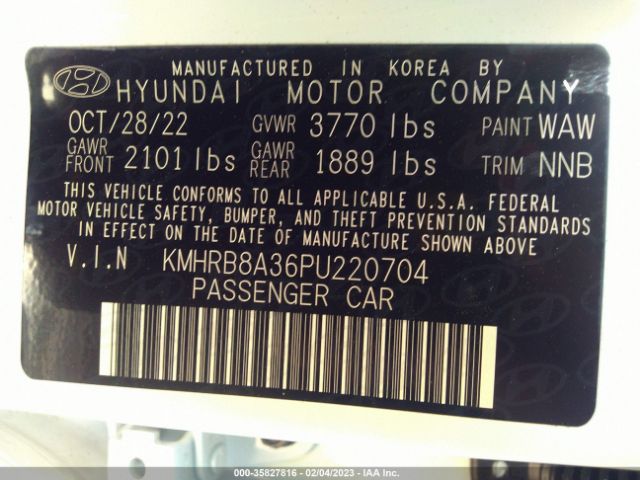 MANUFACTURED IN KOREA BY
HYUNDAI MOTOR COMPANY
OCT/28/22 GVWR 3770 lbs PAINT WAW
GAWR FRONT 2101 lbs GAWR REAR 1889 lbs TRIM NNB
THIS VEHICLE CONFORMS TO ALL APPLICABLE U.S.A. FEDERAL
MOTOR VEHICLE SAFETY, BUMPER, AND THEFT PREVENTION STANDARDS
IN EFFECT ON THE DATE OF MANUFACTURE SHOWN ABOVE
V.I.N KMHRB8A36PU220704
PASSENGER CAR
000-35827816 - 02/04/2023 - IAA Inc.